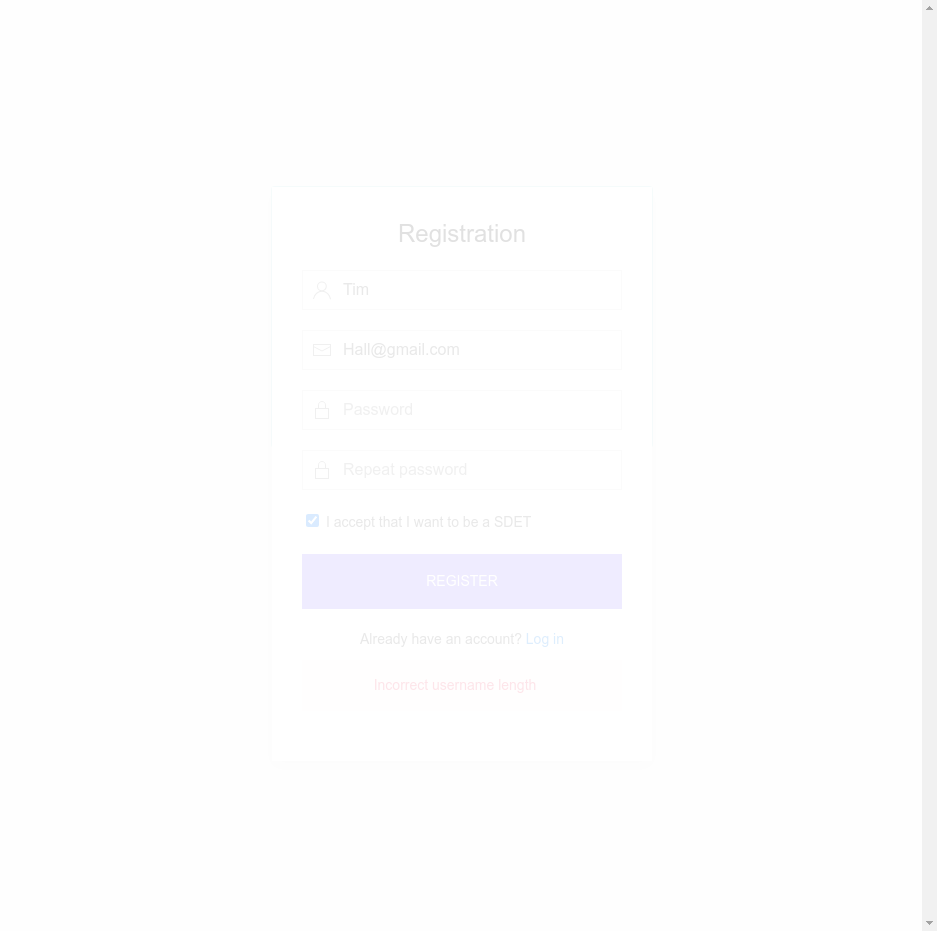 Registration
Tim
Hall@gmail.com
Password
Repeat password
I accept that I want to be a SDET
REGISTER
Already have an account? Log in
Incorrect username length